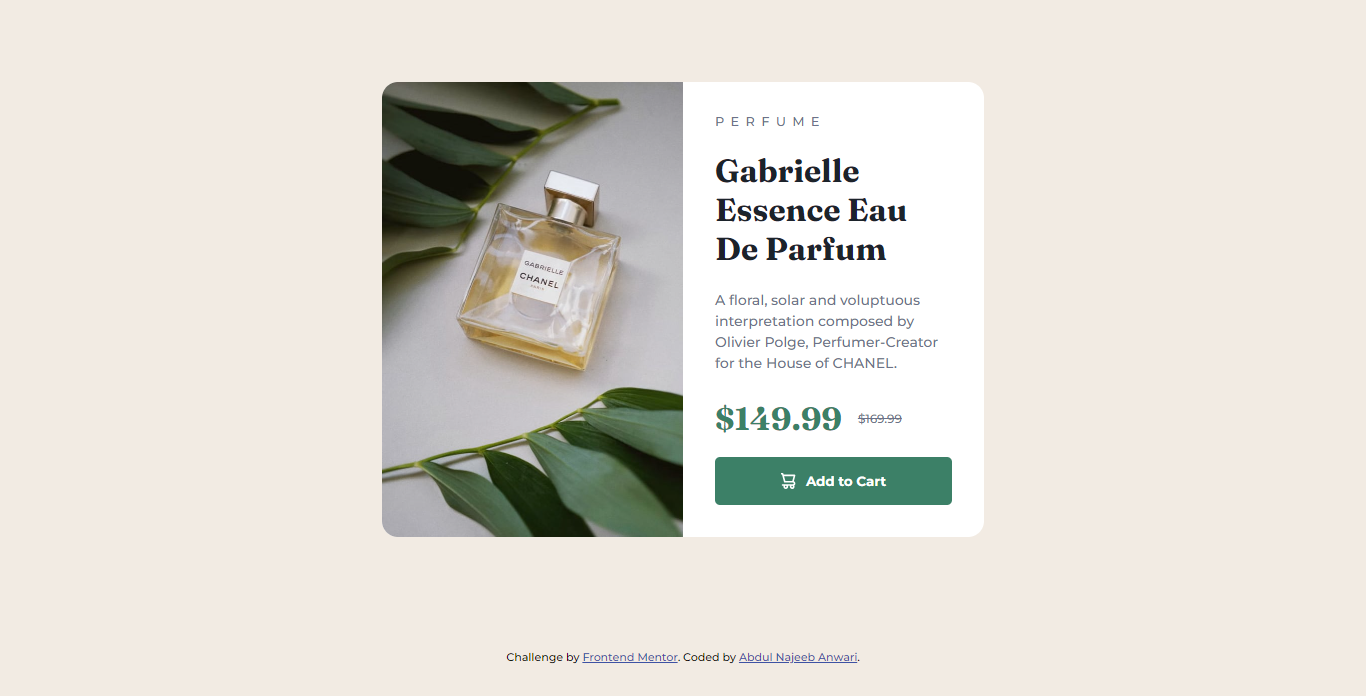 GABRIELLE
CHANEL
PARIS
PERFUME
Gabrielle
Essence Eau
De Parfum
A floral, solar and voluptuous
interpretation composed by
Olivier Polge, Perfumer-Creator
for the House of CHANEL.
$149.99 $169.99
Add to Cart
Challenge by Frontend Mentor. Coded by Abdul Najeeb Anwari.